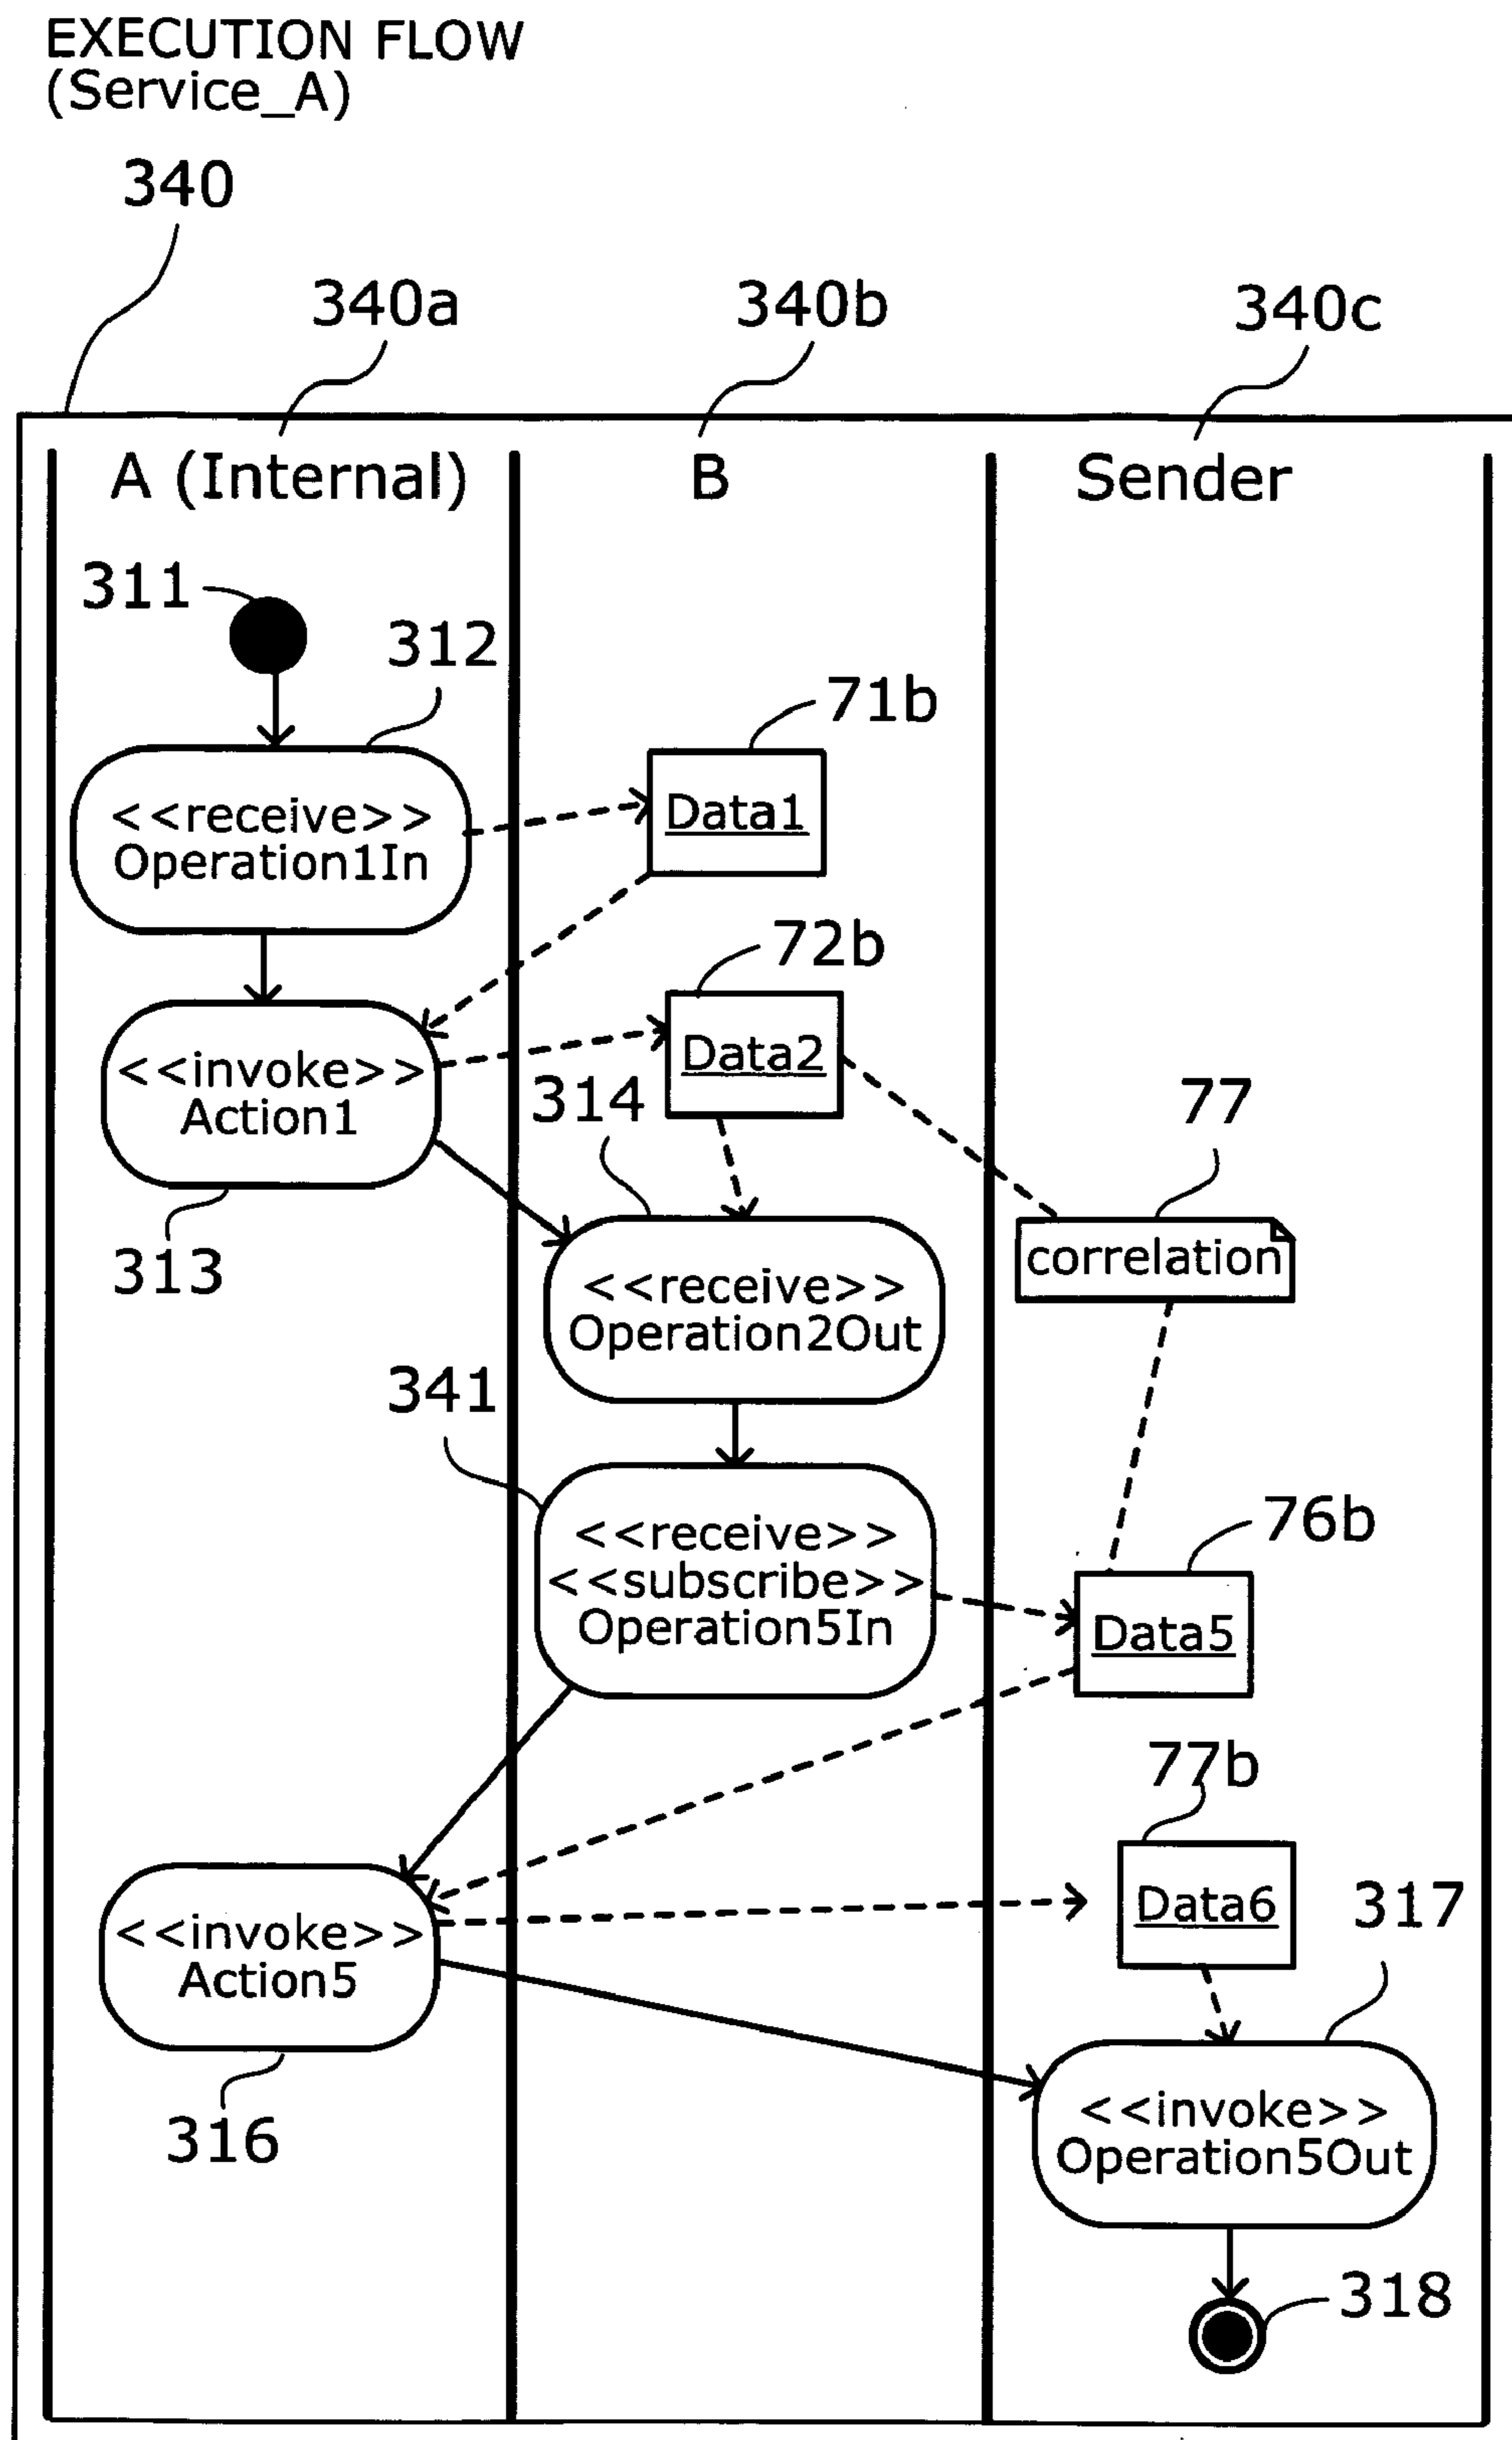 EXECUTION FLOW
(Service_A)
340
340a
340b
340c
A (Internal)
B
Sender
311
312
71b
<<receive>>
Operation1In
Data1
72b
<<invoke>>
Action1
Data2
314
77
313
correlation
<<receive>>
Operation2Out
341
76b
<<receive>>
<<subscribe>>
Operation5In
Data5
77b
<<invoke>>
Action5
Data6
317
316
<<invoke>>
Operation5Out
318